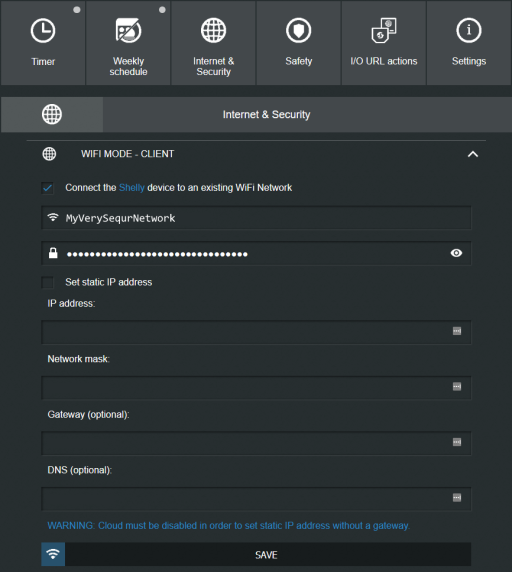 Timer
Weekly schedule
Internet & Security
Safety
I/O URL actions
Settings
Internet & Security
WIFI MODE - CLIENT
Connect the Shelly device to an existing WiFi Network
MyVerySequrNetwork
Set static IP address
IP address:
Network mask:
Gateway (optional):
DNS (optional):
WARNING: Cloud must be disabled in order to set static IP address without a gateway.
SAVE